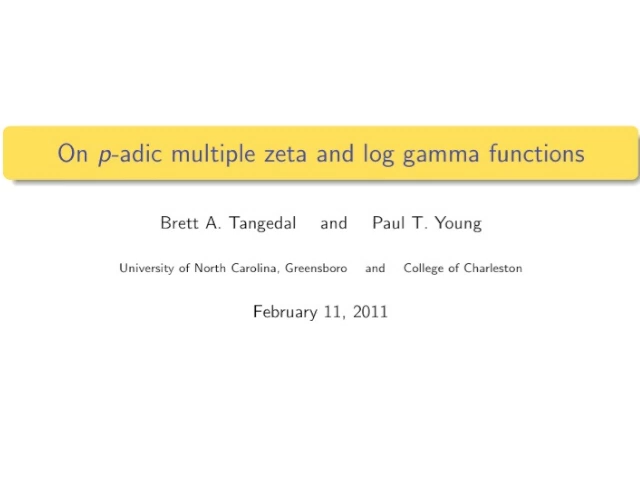 On p-adic multiple zeta and log gamma functions
Brett A. Tangedal and Paul T. Young
University of North Carolina, Greensboro and College of Charleston
February 11, 2011